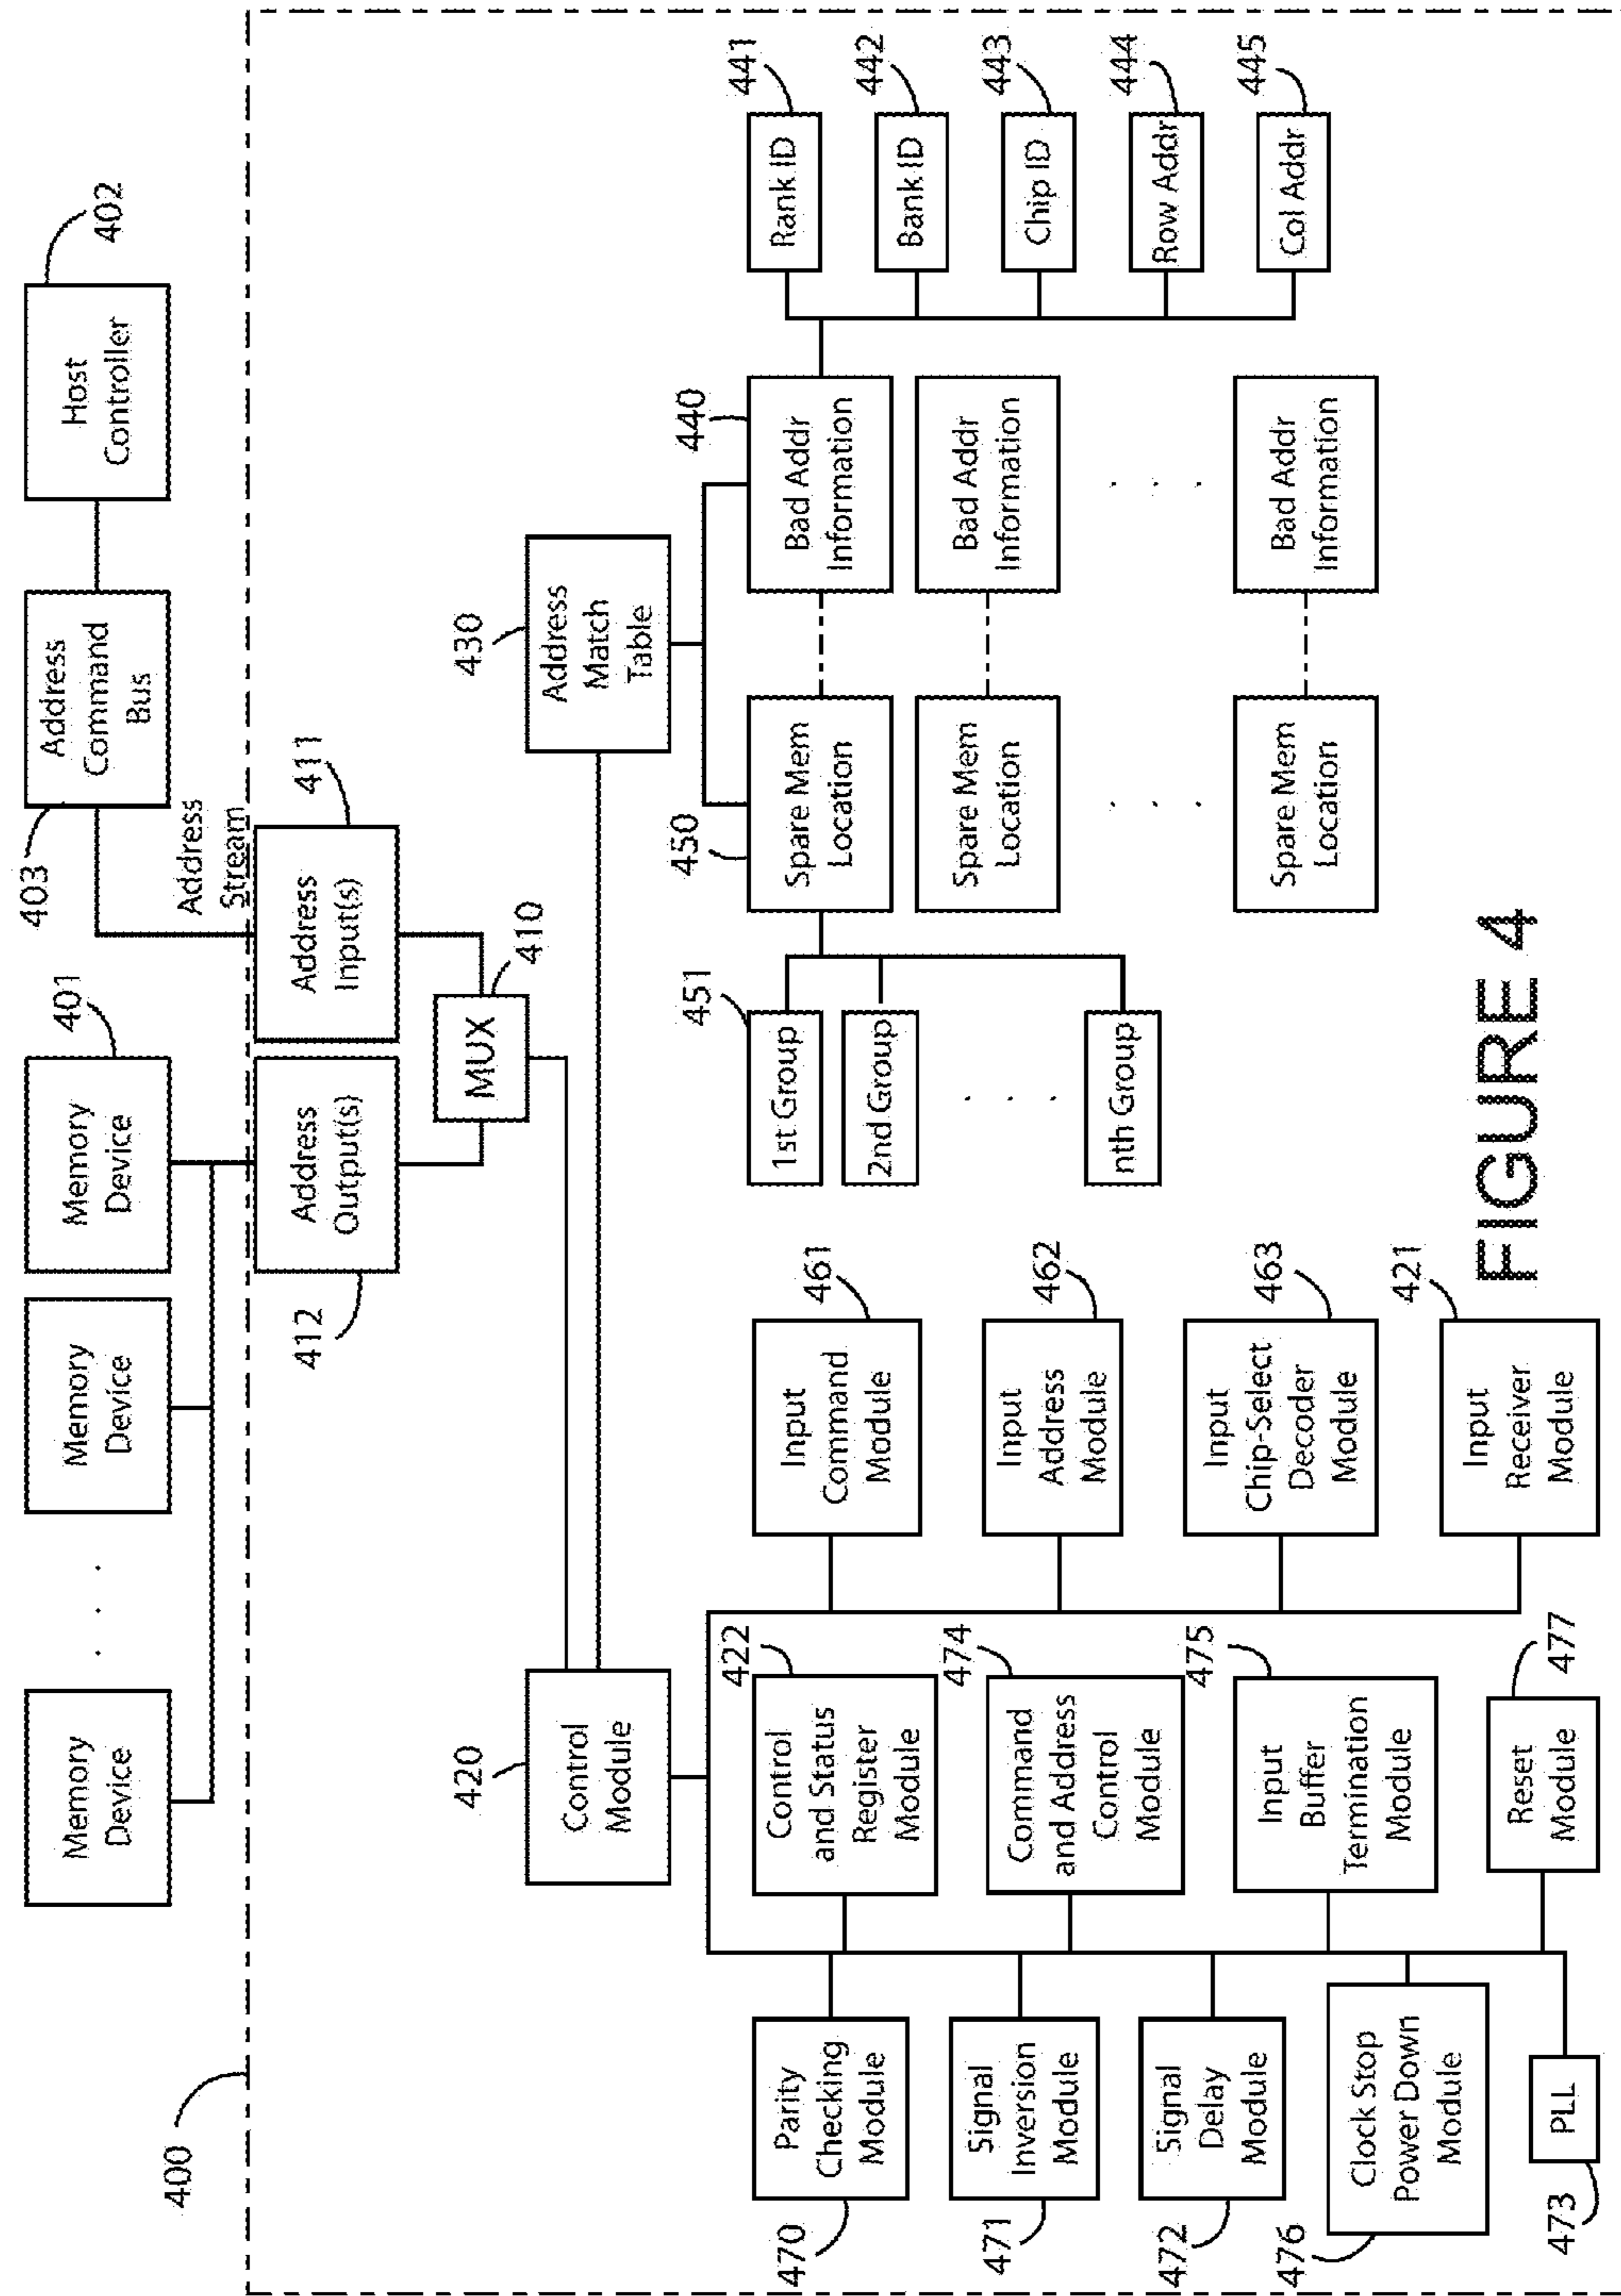 400
Memory
Device
. . .
Memory
Device
Memory
Device
401
Address
Command
Bus
403
Host
Controller
402
Address
Stream
Address
Output(s)
412
Address
Input(s)
411
MUX
410
420
Control
Module
430
Address
Match
Table
Parity
Checking
Module
470
Signal
Inversion
Module
471
Signal
Delay
Module
472
Clock Stop
Power Down
Module
476
PLL
473
Control
and Status
Register
Module
422
Command
and Address
Control
Module
474
Input
Buffer
Termination
Module
475
Reset
Module
477
Input
Command
Module
461
Input
Address
Module
462
Input
Chip-Select
Decoder
Module
463
Input
Receiver
Module
421
1st Group
451
2nd Group
. . .
nth Group
Spare Mem
Location
450
Spare Mem
Location
. . .
Spare Mem
Location
Bad Addr
Information
440
Bad Addr
Information
. . .
Bad Addr
Information
Rank ID
441
Bank ID
442
Chip ID
443
Row Addr
444
Col Addr
445
FIGURE 4